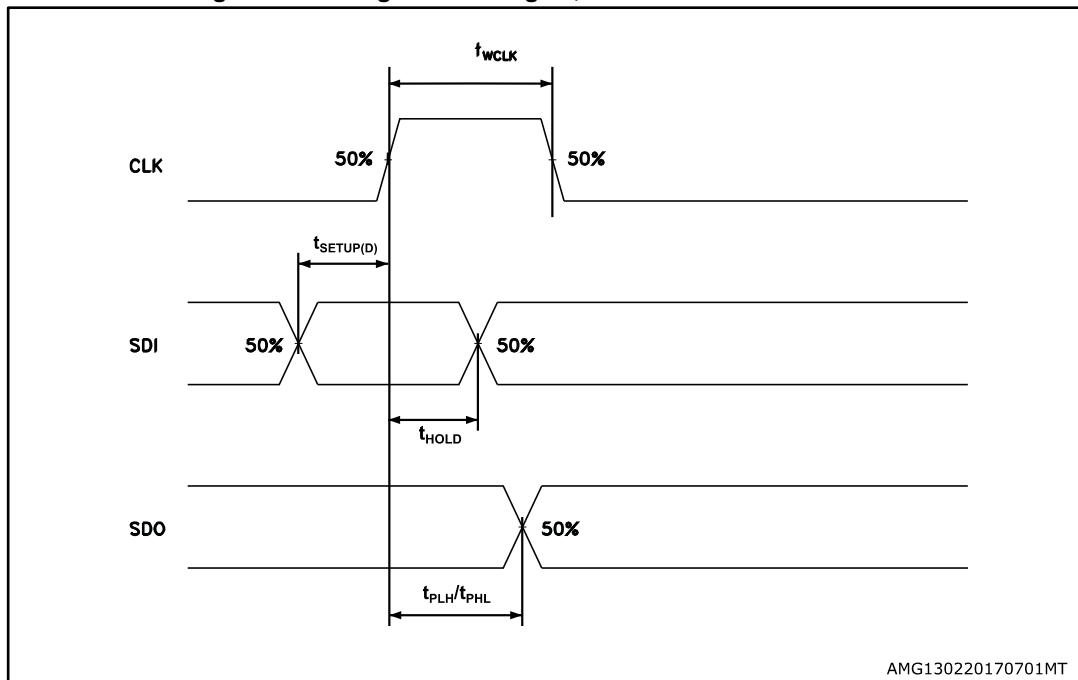 tWCLK
50%
50%
CLK
tSETUP(D)
SDI
50%
50%
tHOLD
SDO
50%
tPLH/tPHL
AMG130220170701MT